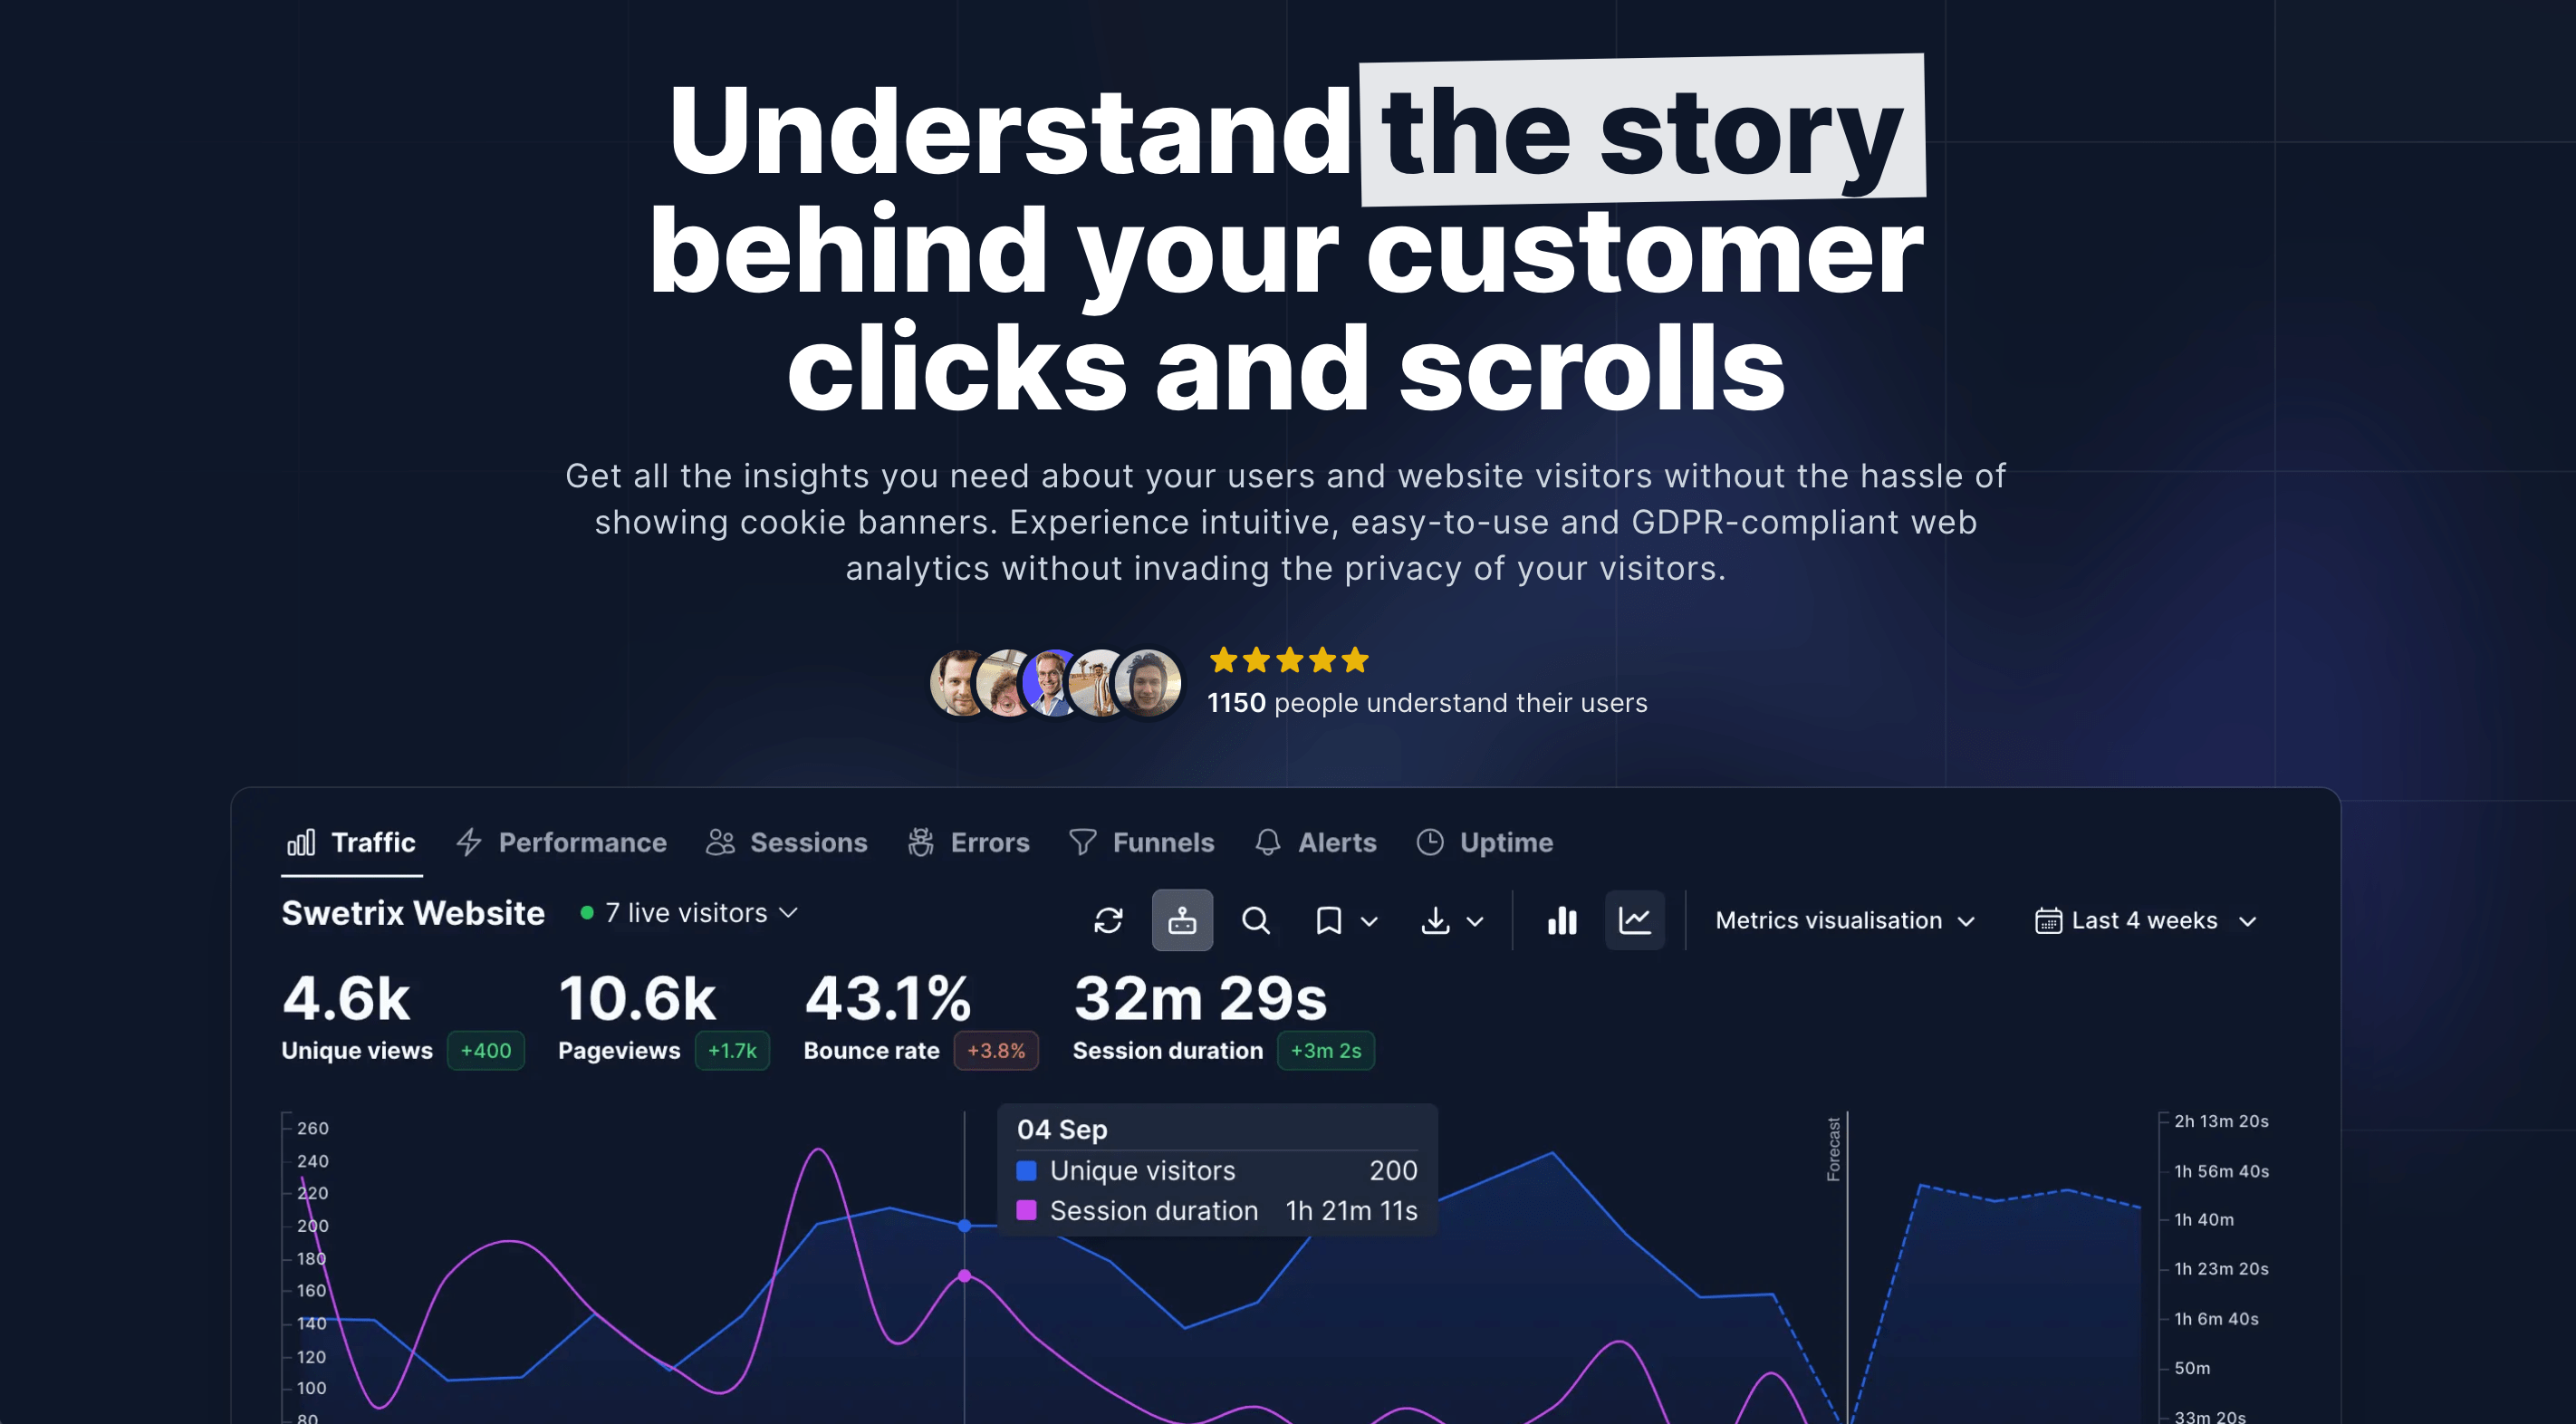 Understand the story
behind your customer
clicks and scrolls
Get all the insights you need about your users and website visitors without the hassle of
showing cookie banners. Experience intuitive, easy-to-use and GDPR-compliant web
analytics without invading the privacy of your visitors.
1150 people understand their users
Traffic Performance Sessions Errors Funnels Alerts Uptime
Swetrix Website 7 live visitors Metrics visualisation Last 4 weeks
4.6k 10.6k 43.1% 32m 29s
Unique views +400 Pageviews +1.7k Bounce rate +3.8% Session duration +3m 2s
04 Sep
Unique visitors 200
Session duration 1h 21m 11s
Forecast
260
240
220
200
180
160
140
120
100
80
2h 13m 20s
1h 56m 40s
1h 40m
1h 23m 20s
1h 6m 40s
50m
33m 20s